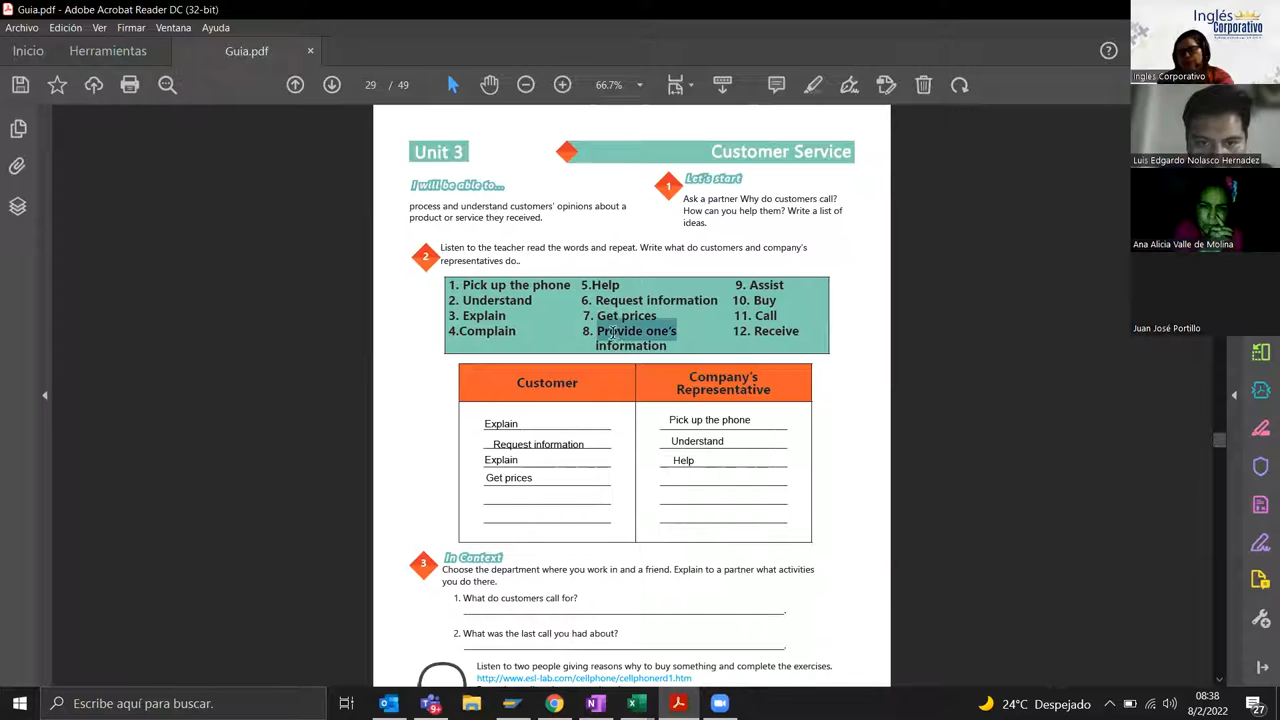 Guia.pdf - Adobe Acrobat Reader DC (32-bit)
Archivo Edición Ver Firmar Ventana Ayuda
Inicio Herramientas Guia.pdf
29 / 49 66.7%
Inglés
Corporativo
Ingles Corporativo
Luis Edgardo Nolasco Hernadez
Ana Alicia Valle de Molina
Juan José Portillo
Unit 3
Customer Service
I will be able to...
process and understand customers' opinions about a
product or service they received.
1
Let's start
Ask a partner Why do customers call?
How can you help them? Write a list of
ideas.
2
Listen to the teacher read the words and repeat. Write what do customers and company's
representatives do..
1. Pick up the phone 5.Help 9. Assist
2. Understand 6. Request information 10. Buy
3. Explain 7. Get prices 11. Call
4.Complain 8. Provide one's 12. Receive
information
Customer Company's
Representative
Explain Pick up the phone
Request information Understand
Explain Help
Get prices
3
In Context
Choose the department where you work in and a friend. Explain to a partner what activities
you do there.
1. What do customers call for?
2. What was the last call you had about?
Listen to two people giving reasons why to buy something and complete the exercises.
http://www.esl-lab.com/cellphone/cellphonerd1.htm
Escribe aquí para buscar.
24°C Despejado
08:38
8/2/2022
27